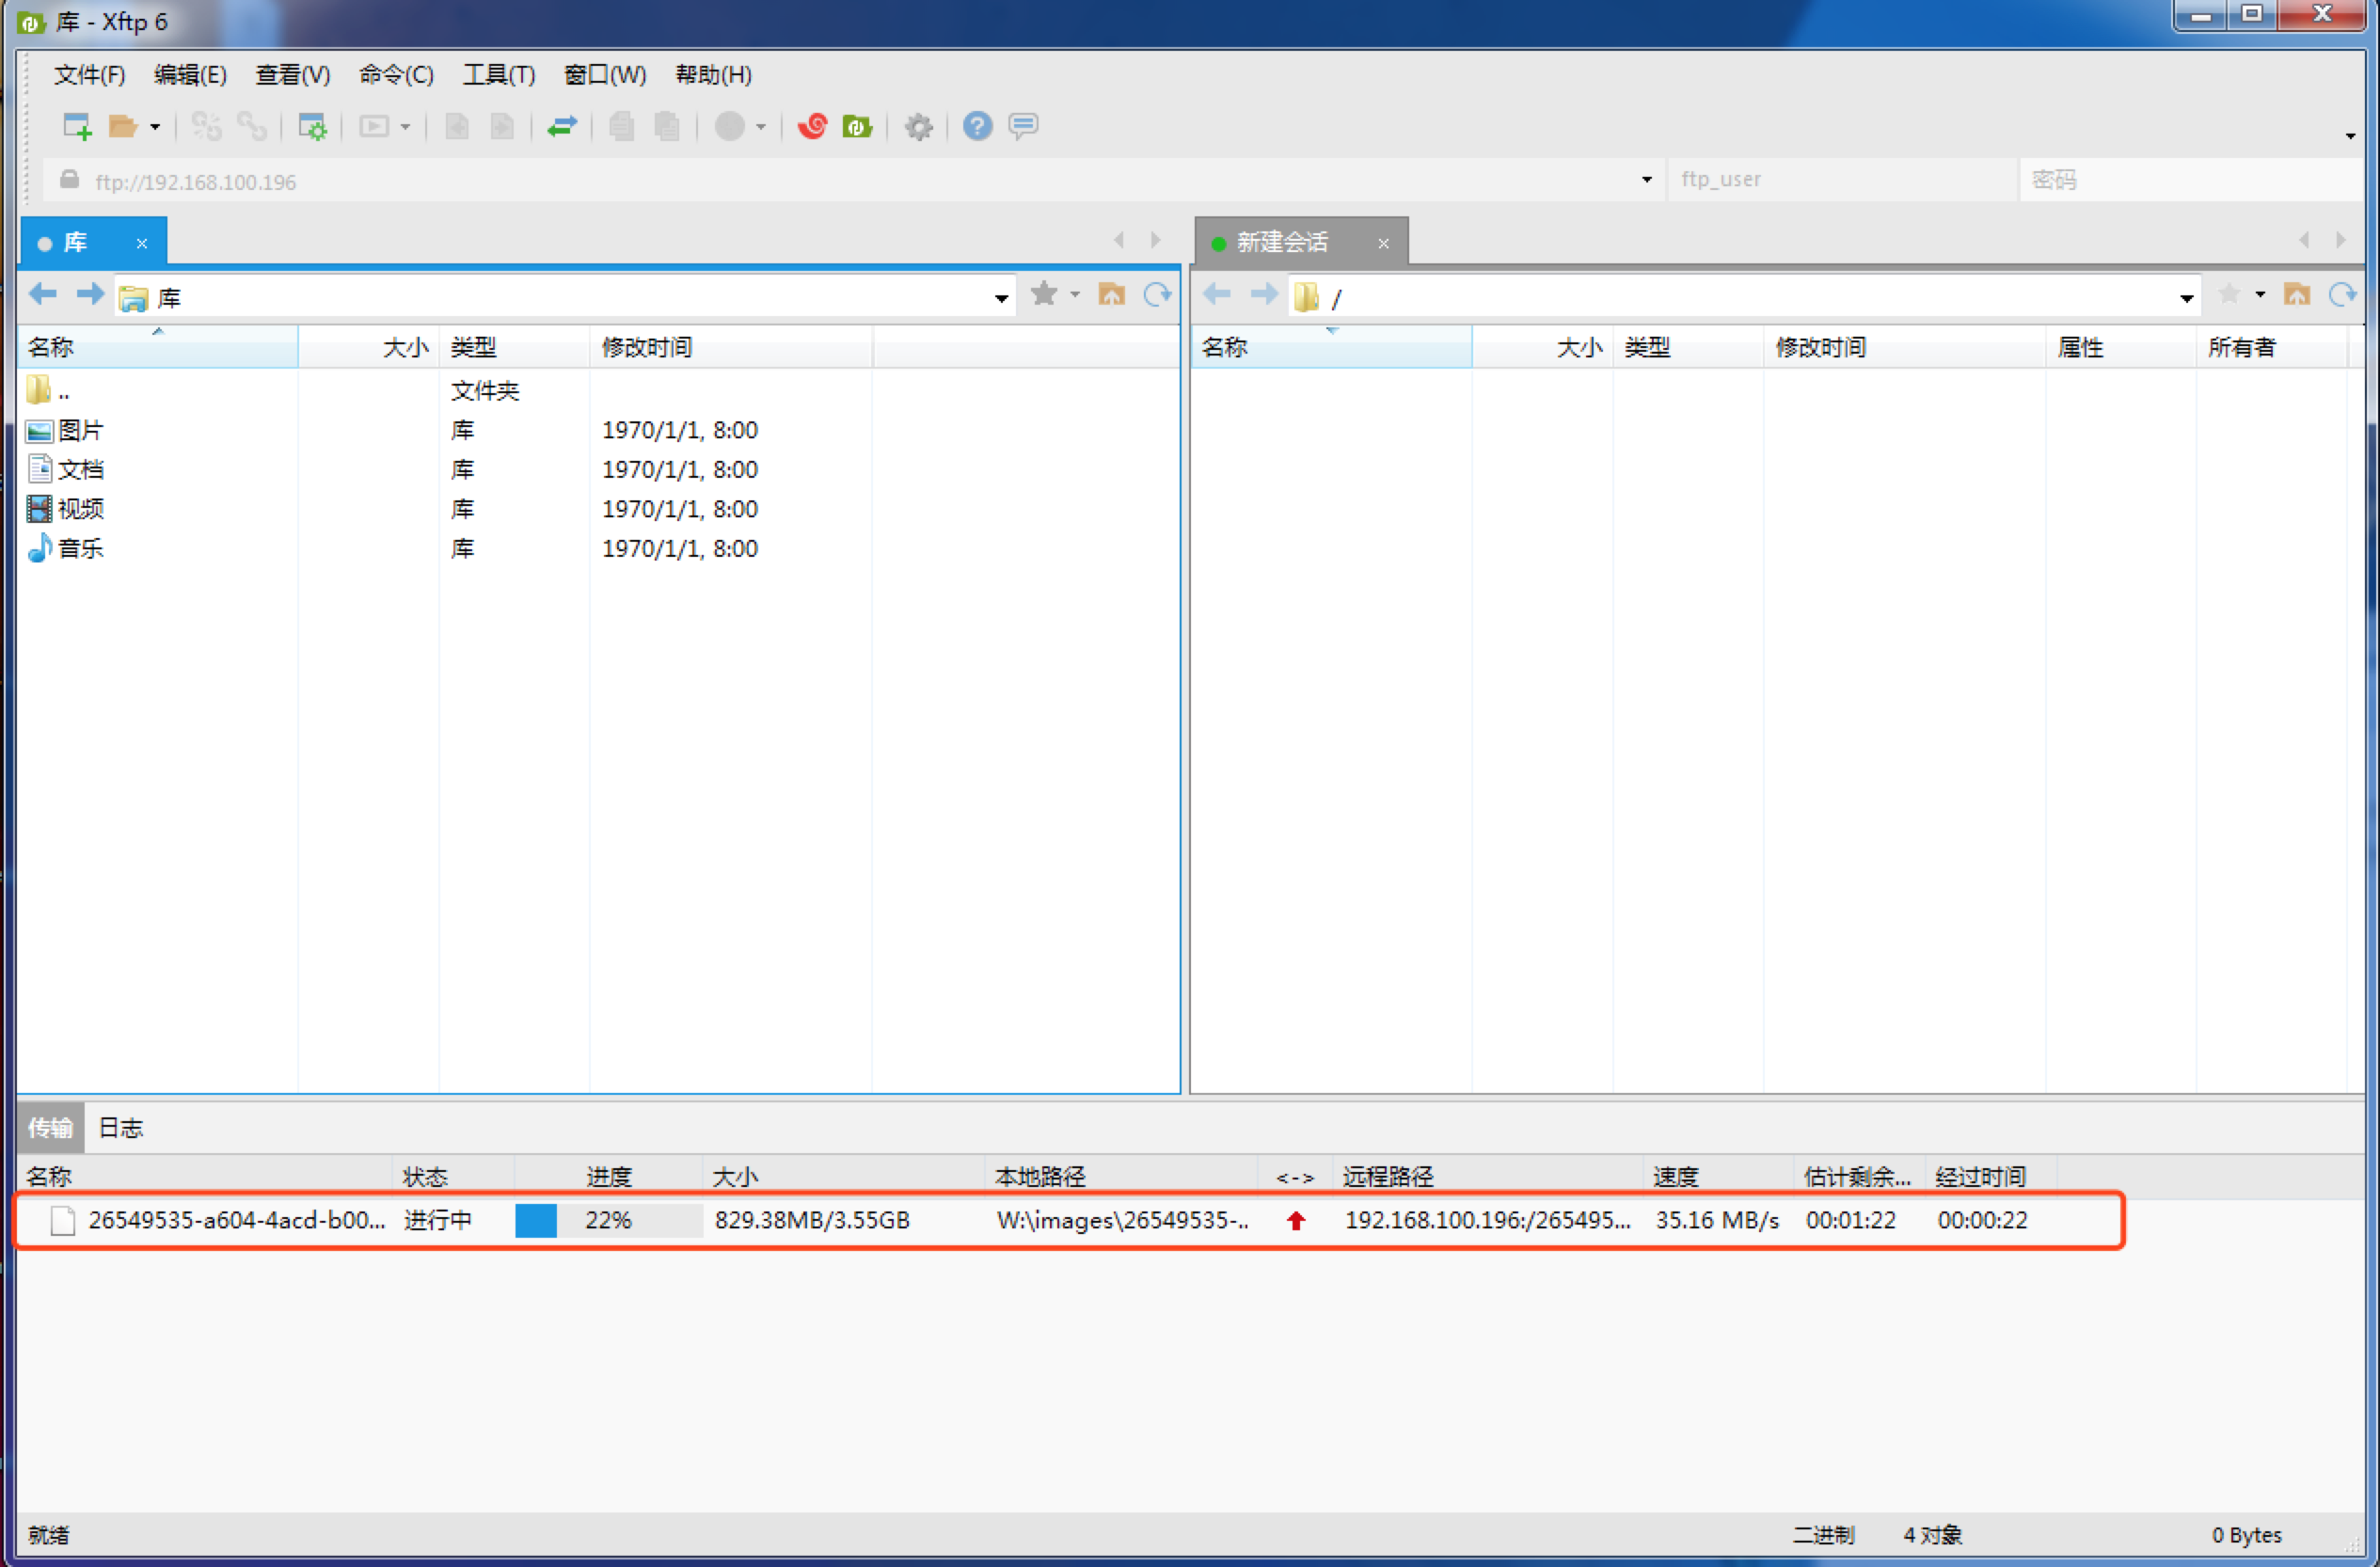 库 - Xftp 6
文件(F) 编辑(E) 查看(V) 命令(C) 工具(T) 窗口(W) 帮助(H)
ftp://192.168.100.196 ftp_user 密码
库 新建会话
库 /
名称 大小 类型 修改时间 名称 大小 类型 修改时间 属性 所有者
.. 文件夹
图片 库 1970/1/1, 8:00
文档 库 1970/1/1, 8:00
视频 库 1970/1/1, 8:00
音乐 库 1970/1/1, 8:00
传输 日志
名称 状态 进度 大小 本地路径 <-> 远程路径 速度 估计剩余... 经过时间
26549535-a604-4acd-b00... 进行中 22% 829.38MB/3.55GB W:\images\26549535-.. 192.168.100.196:/265495... 35.16 MB/s 00:01:22 00:00:22
就绪 二进制 4 对象 0 Bytes